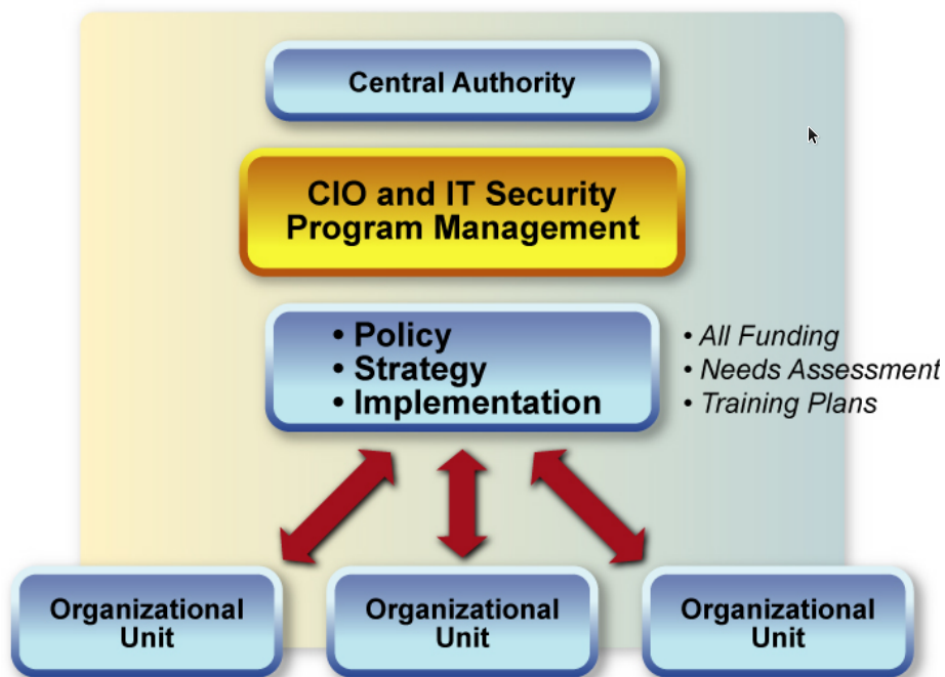 Central Authority
CIO and IT Security
Program Management
• Policy
• Strategy
• Implementation
• All Funding
• Needs Assessment
• Training Plans
Organizational
Unit
Organizational
Unit
Organizational
Unit